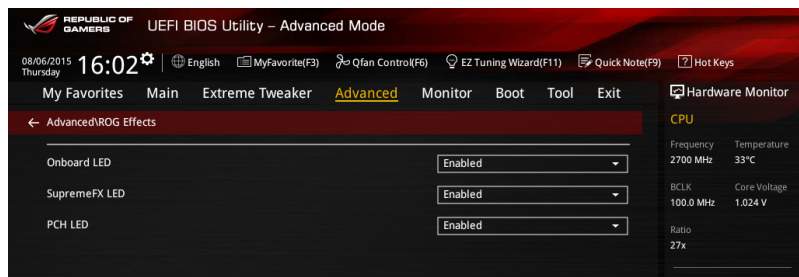 REPUBLIC OF
GAMERS
UEFI BIOS Utility – Advanced Mode
08/06/2015
Thursday
16:02
English
MyFavorite(F3)
Qfan Control(F6)
EZ Tuning Wizard(F11)
Quick Note(F9)
? Hot Keys
My Favorites
Main
Extreme Tweaker
Advanced
Monitor
Boot
Tool
Exit
Hardware Monitor
← Advanced\ROG Effects
Onboard LED Enabled
SupremeFX LED Enabled
PCH LED Enabled
CPU
Frequency Temperature
2700 MHz 33°C
BCLK Core Voltage
100.0 MHz 1.024 V
Ratio
27x